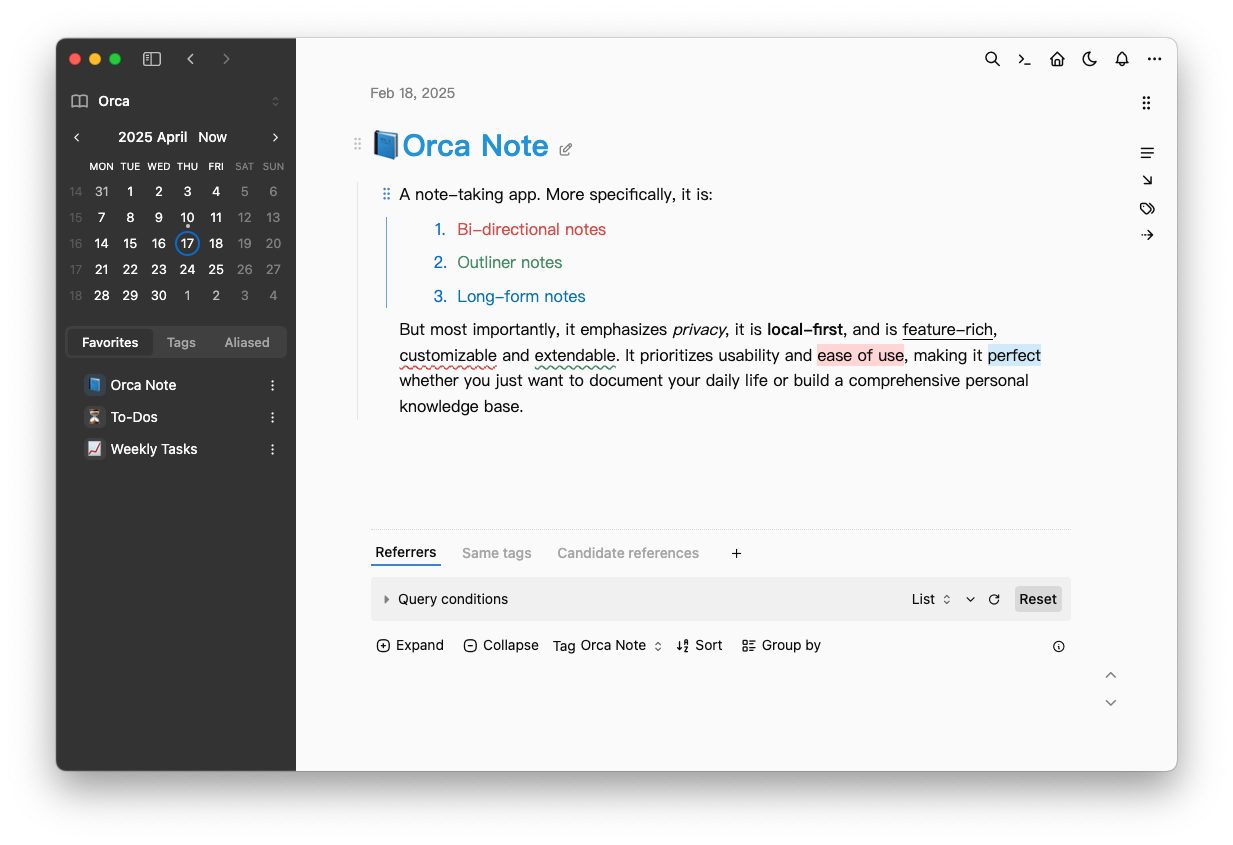 Orca
2025 April Now
MON TUE WED THU FRI SAT SUN
14 31 1 2 3 4 5 6
15 7 8 9 10 11 12 13
16 14 15 16 17 18 19 20
17 21 22 23 24 25 26 27
18 28 29 30 1 2 3 4
Favorites Tags Aliased
Orca Note
To-Dos
Weekly Tasks
Feb 18, 2025
Orca Note
A note-taking app. More specifically, it is:
1. Bi-directional notes
2. Outliner notes
3. Long-form notes
But most importantly, it emphasizes privacy, it is local-first, and is feature-rich,
customizable and extendable. It prioritizes usability and ease of use, making it perfect
whether you just want to document your daily life or build a comprehensive personal
knowledge base.
Referrers Same tags Candidate references +
Query conditions List Reset
Expand Collapse Tag Orca Note Sort Group by